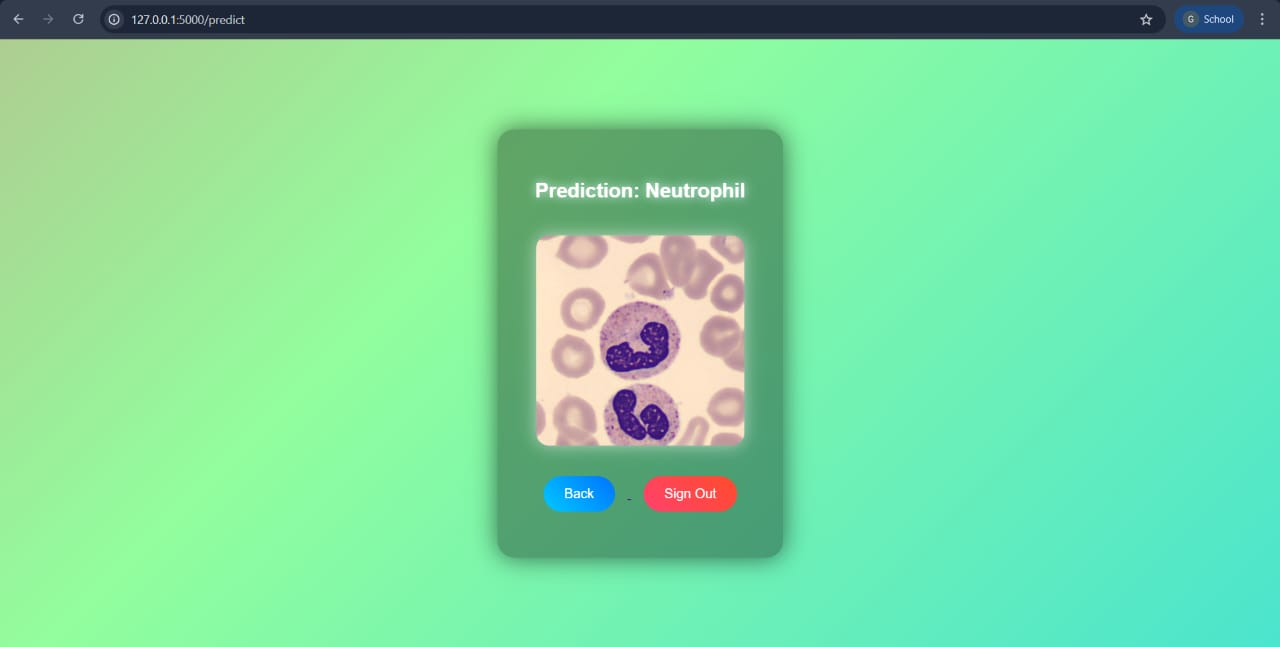 127.0.0.1:5000/predict
G School
Prediction: Neutrophil
Back - Sign Out